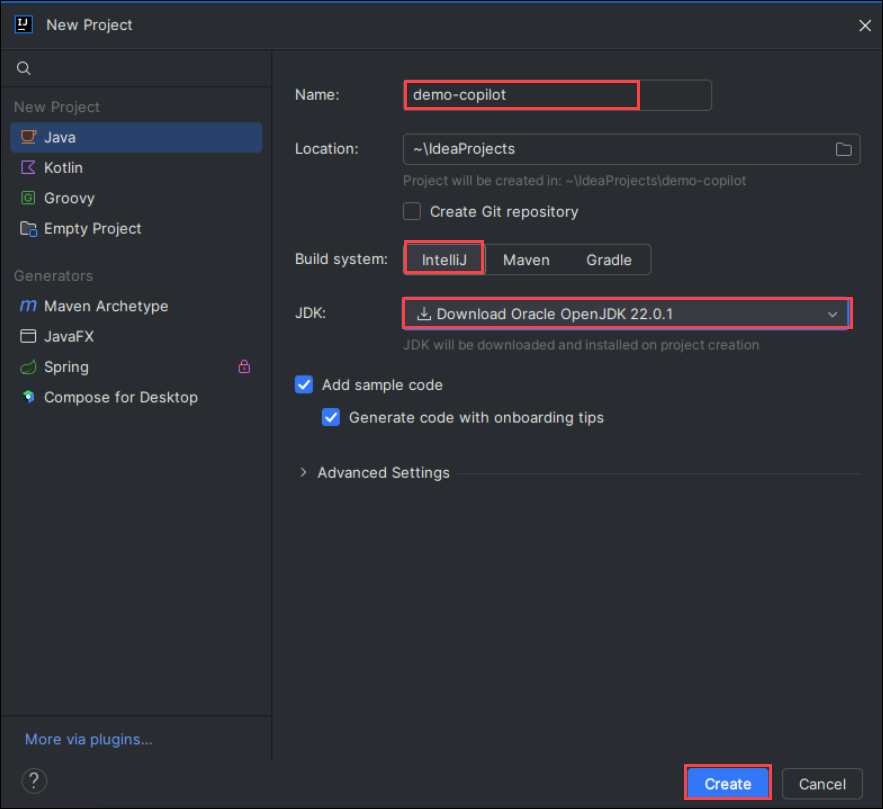 New Project
New Project
Java
Kotlin
Groovy
Empty Project
Generators
Maven Archetype
JavaFX
Spring
Compose for Desktop
More via plugins...
?
Name: demo-copilot
Location: ~\IdeaProjects
Project will be created in: ~\IdeaProjects\demo-copilot
Create Git repository
Build system: IntelliJ Maven Gradle
JDK: Download Oracle OpenJDK 22.0.1
JDK will be downloaded and installed on project creation
Add sample code
Generate code with onboarding tips
Advanced Settings
Create Cancel